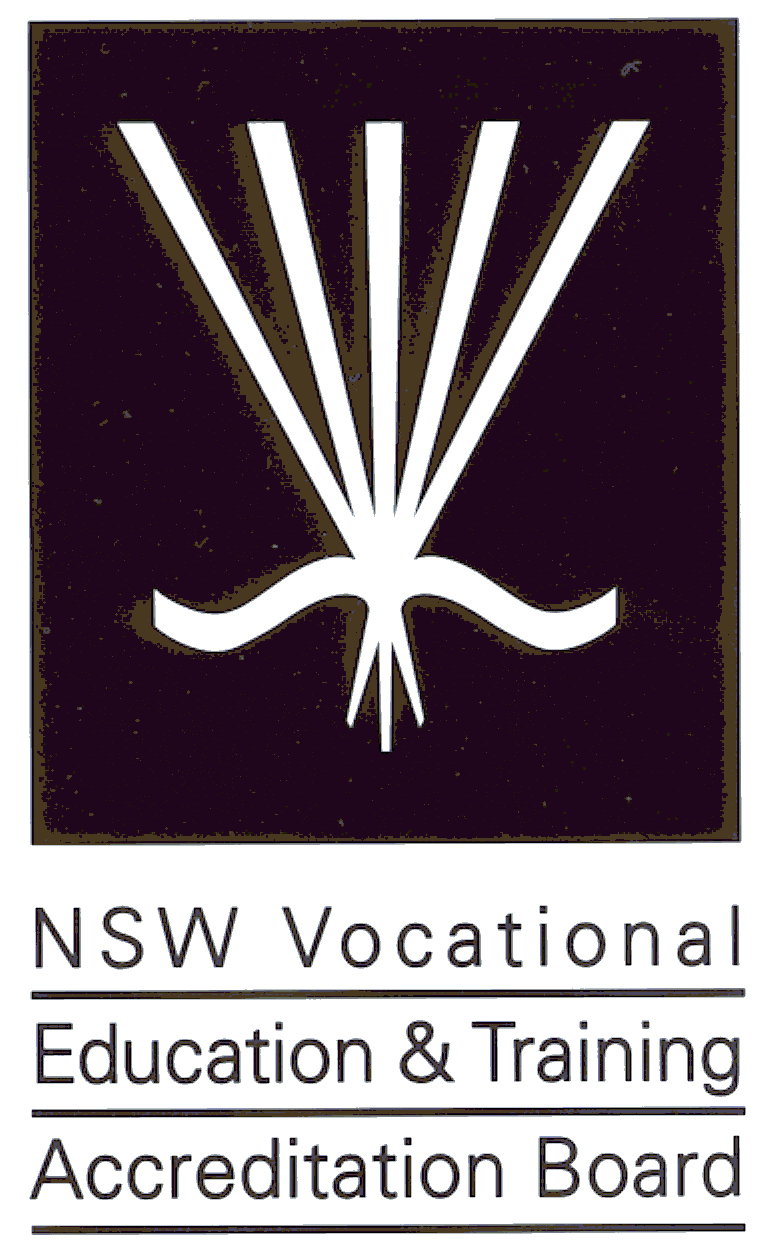 NSW Vocational
Education & Training
Accreditation Board